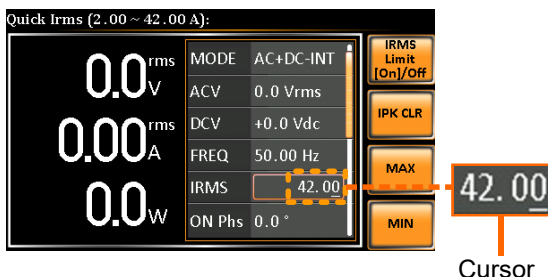 Quick Irms (2.00 ~ 42.00 A):
0.0 rms V
0.00 rms A
0.0 W
MODE AC+DC-INT
ACV 0.0 Vrms
DCV +0.0 Vdc
FREQ 50.00 Hz
IRMS 42.00
ON Phs 0.0 °
IRMS
Limit
[On]/Off
IPK CLR
MAX
MIN
42.00
Cursor